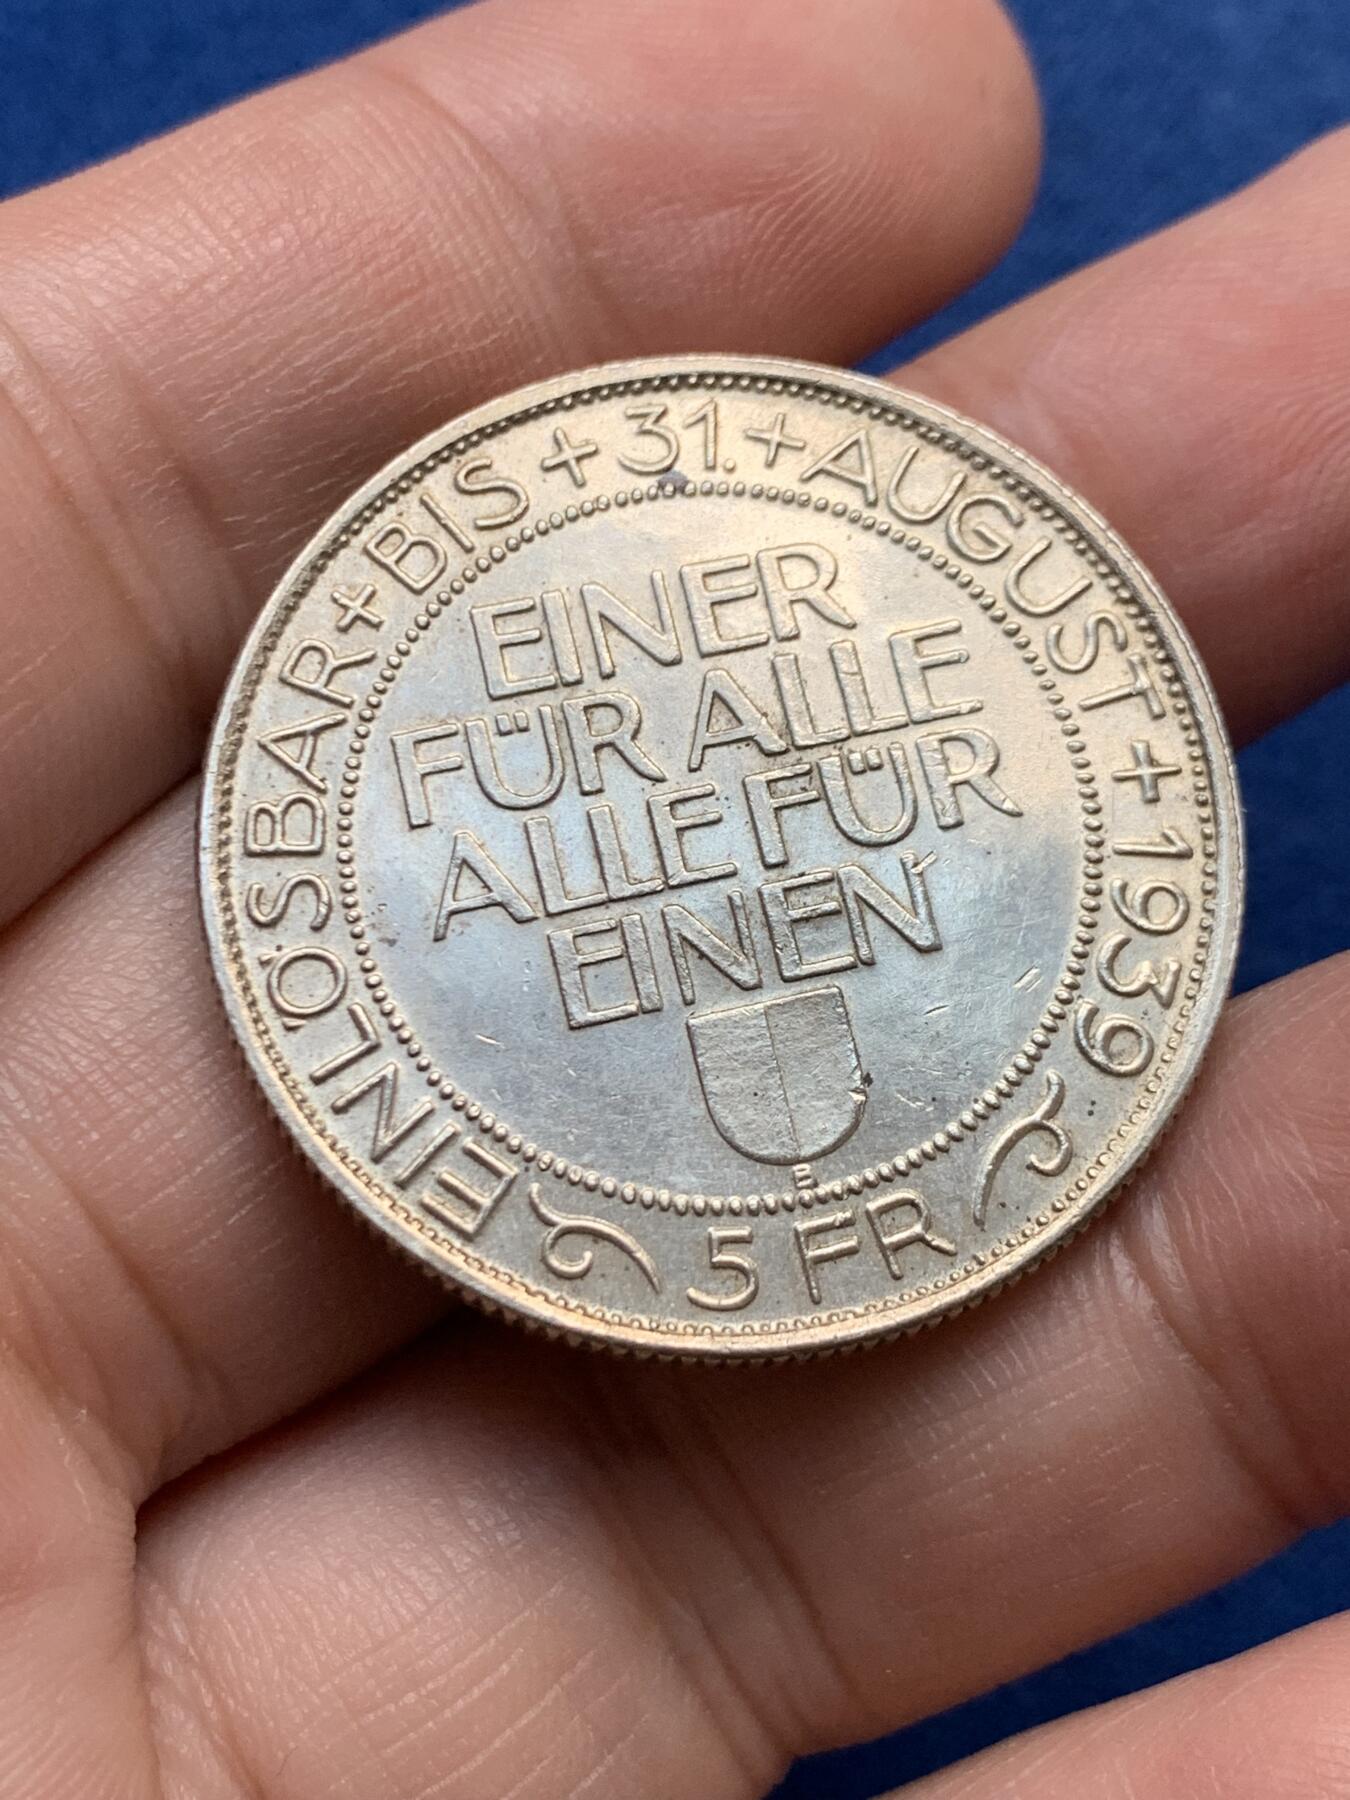 EINLÖSBAR + BIS + 31. + AUGUST + 1939
EINER
FÜR ALLE
ALLE FÜR
EINEN
B
5 FR